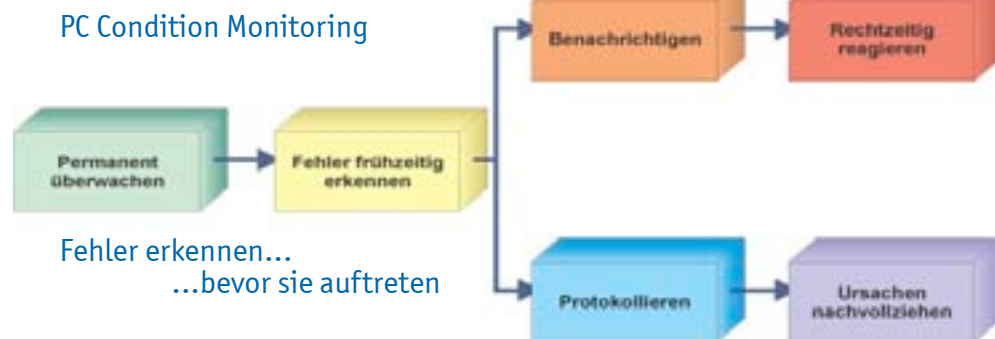 PC Condition Monitoring
Benachrichtigen
Rechtzeitig
reagieren
Permanent
überwachen
Fehler frühzeitig
erkennen
Fehler erkennen...
...bevor sie auftreten
Protokollieren
Ursachen
nachvollziehen